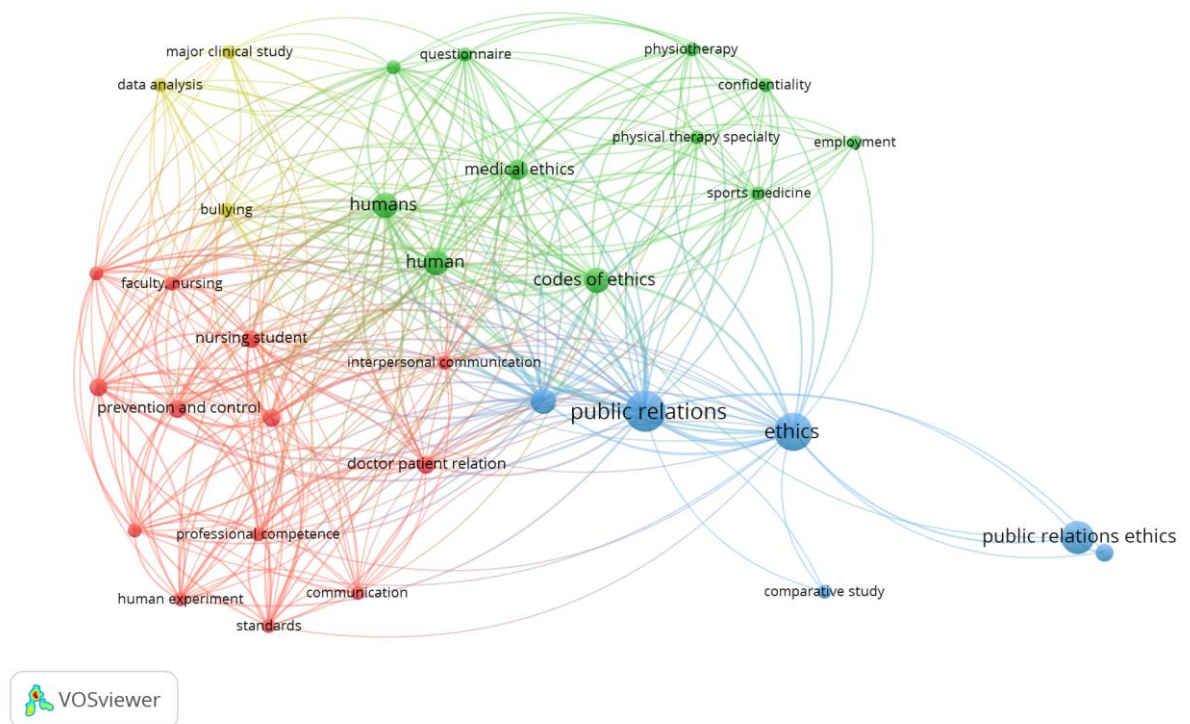 major clinical study
questionnaire
physiotherapy
data analysis
confidentiality
physical therapy specialty
employment
medical ethics
sports medicine
bullying
humans
human
codes of ethics
faculty, nursing
nursing student
interpersonal communication
prevention and control
public relations
ethics
doctor patient relation
professional competence
public relations ethics
human experiment
communication
comparative study
standards
VOSviewer